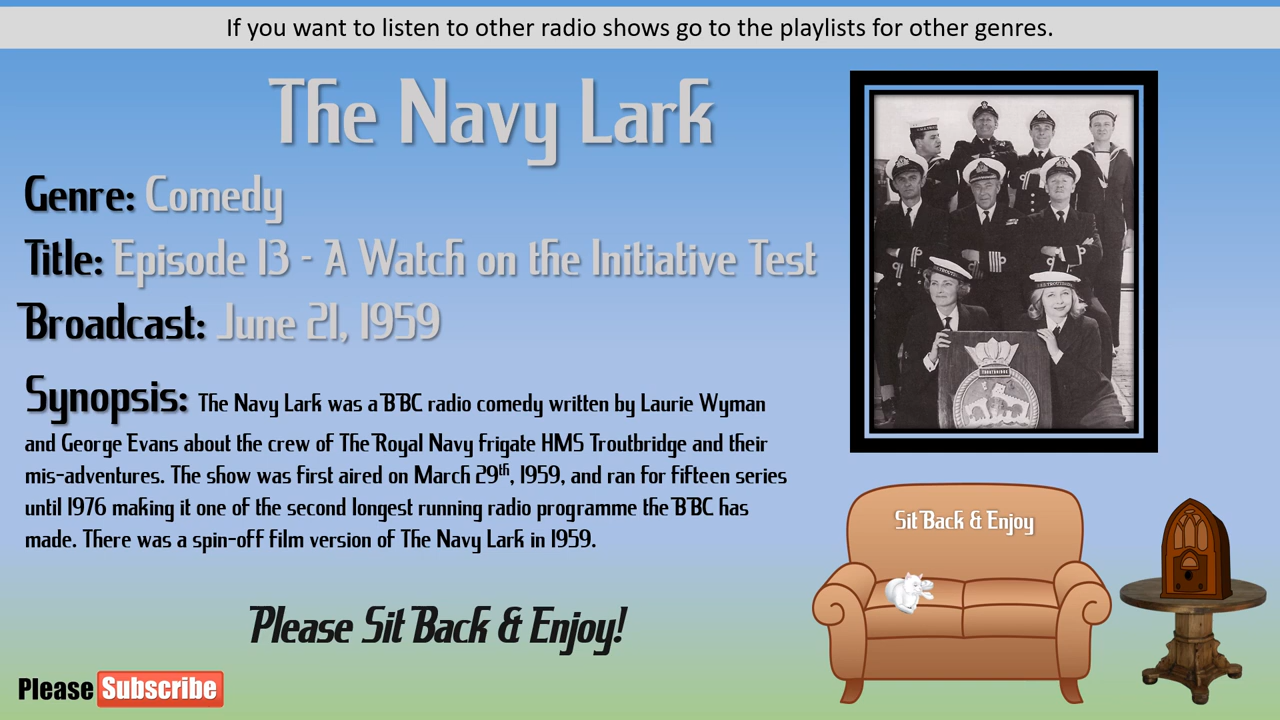 If you want to listen to other radio shows go to the playlists for other genres.
The Navy Lark
Genre: Comedy
Title: Episode 13 - A Watch on the Initiative Test
Broadcast: June 21, 1959
Synopsis: The Navy Lark was a BBC radio comedy written by Laurie Wyman
and George Evans about the crew of The Royal Navy frigate HMS Troutbridge and their
mis-adventures. The show was first aired on March 29th, 1959, and ran for fifteen series
until 1976 making it one of the second longest running radio programme the BBC has
made. There was a spin-off film version of The Navy Lark in 1959.
Please Sit Back & Enjoy!
Please Subscribe
TROUTBRIDGE
Sit Back & Enjoy